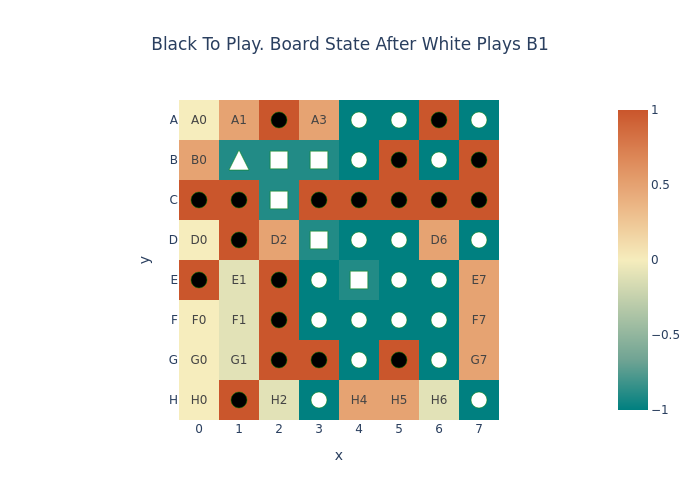 Black To Play. Board State After White Plays B1
A A0 A1 A3
B B0
C
D D0 D2 D6
E E1 E7
F F0 F1 F7
G G0 G1 G7
H H0 H2 H4 H5 H6
0 1 2 3 4 5 6 7
x
y
1
0.5
0
−0.5
−1